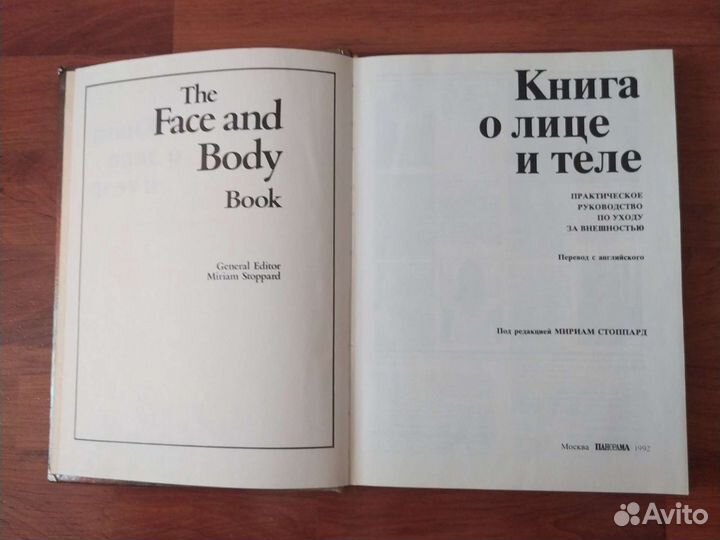 The
Face and
Body
Book
General Editor
Miriam Stoppard
Книга
о лице
и теле
ПРАКТИЧЕСКОЕ
РУКОВОДСТВО
ПО УХОДУ
ЗА ВНЕШНОСТЬЮ
Перевод с английского
Под редакцией МИРИАМ СТОППАРД
Москва ПАНОРАМА 1992
Avito